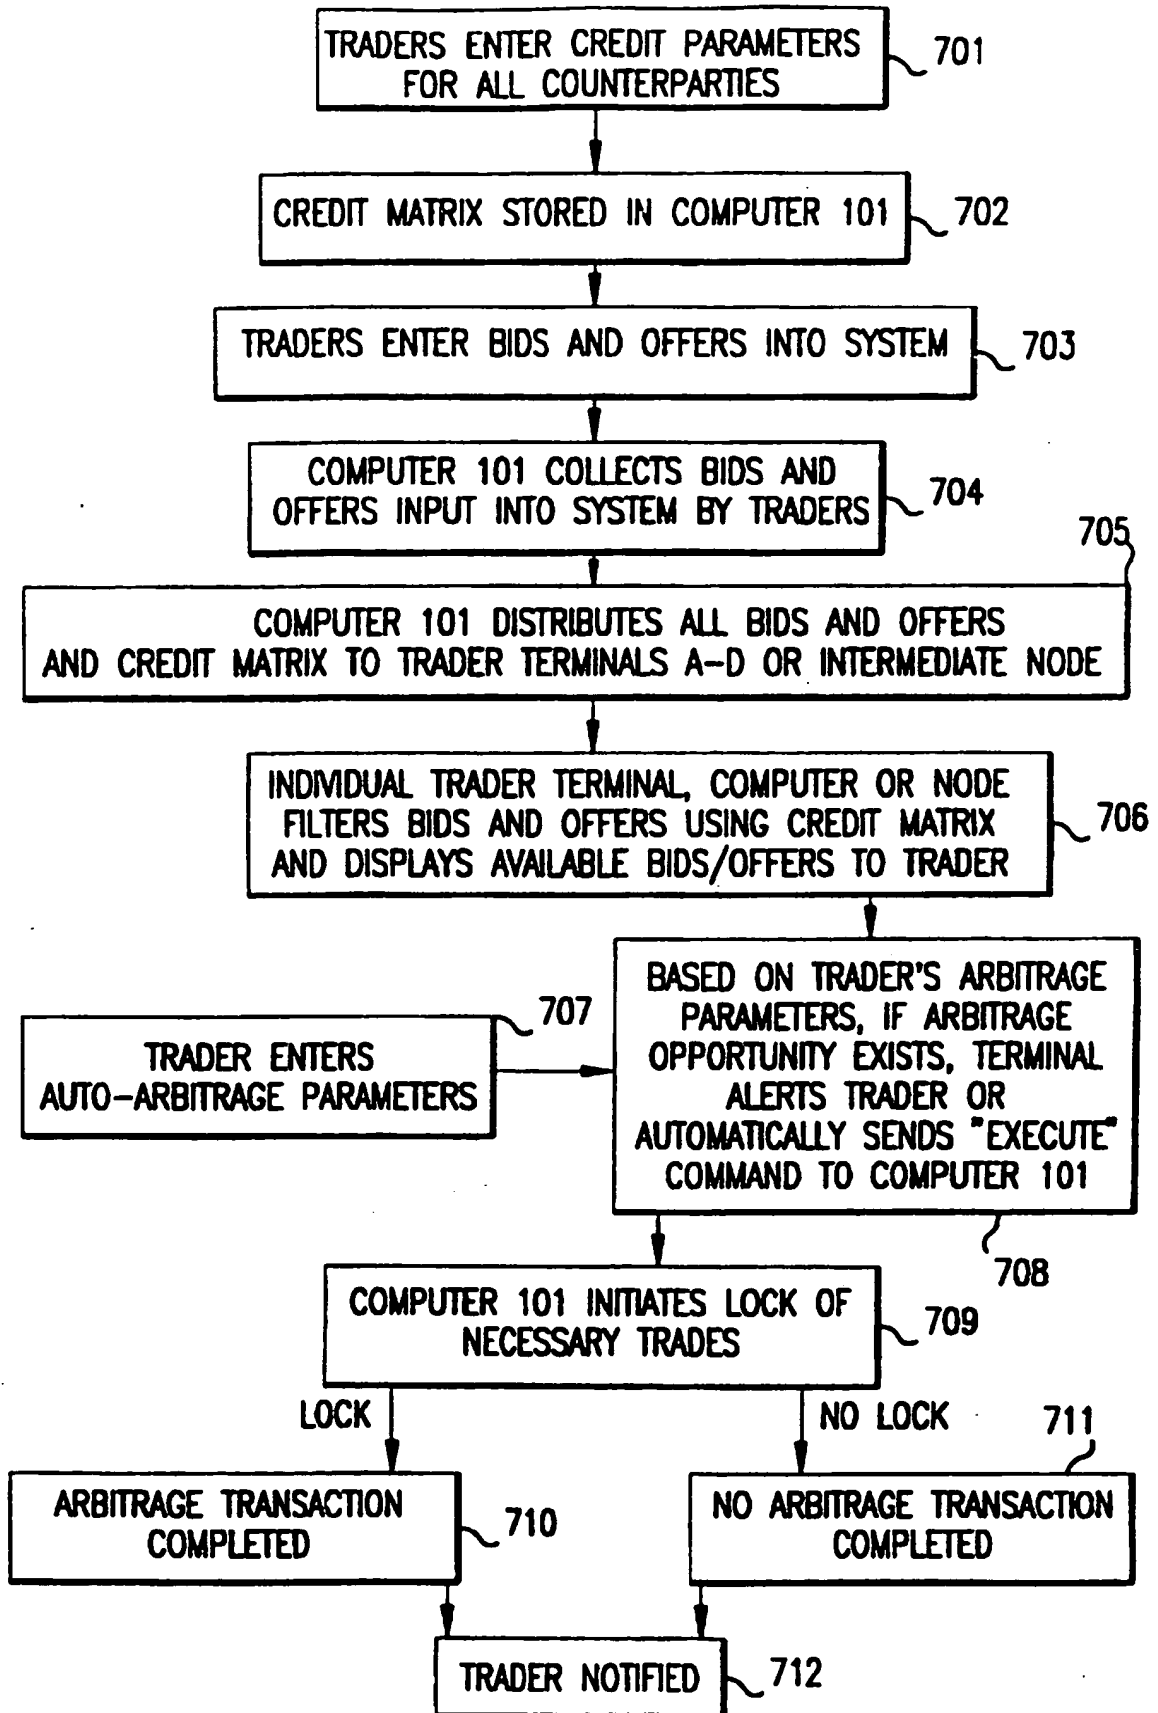 TRADERS ENTER CREDIT PARAMETERS
FOR ALL COUNTERPARTIES
701
CREDIT MATRIX STORED IN COMPUTER 101
702
TRADERS ENTER BIDS AND OFFERS INTO SYSTEM
703
COMPUTER 101 COLLECTS BIDS AND
OFFERS INPUT INTO SYSTEM BY TRADERS
704
705
COMPUTER 101 DISTRIBUTES ALL BIDS AND OFFERS
AND CREDIT MATRIX TO TRADER TERMINALS A-D OR INTERMEDIATE NODE
INDIVIDUAL TRADER TERMINAL, COMPUTER OR NODE
FILTERS BIDS AND OFFERS USING CREDIT MATRIX
AND DISPLAYS AVAILABLE BIDS/OFFERS TO TRADER
706
707
TRADER ENTERS
AUTO-ARBITRAGE PARAMETERS
BASED ON TRADER'S ARBITRAGE
PARAMETERS, IF ARBITRAGE
OPPORTUNITY EXISTS, TERMINAL
ALERTS TRADER OR
AUTOMATICALLY SENDS "EXECUTE"
COMMAND TO COMPUTER 101
708
COMPUTER 101 INITIATES LOCK OF
NECESSARY TRADES
709
LOCK
NO LOCK
711
ARBITRAGE TRANSACTION
COMPLETED
710
NO ARBITRAGE TRANSACTION
COMPLETED
TRADER NOTIFIED
712